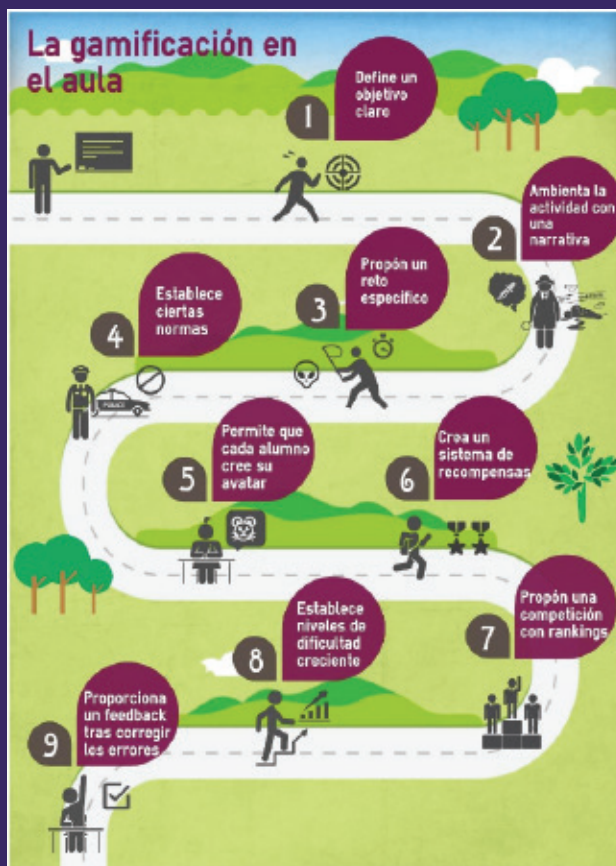 La gamificación en
el aula
1
Define un
objetivo
claro
2
Ambienta la
actividad con
una
narrativa
3
Propón un
reto
específico
4
Establece
ciertas
normas
POLICE
5
Permite que
cada alumno
cree su
avatar
6
Crea un
sistema de
recompensas
7
Propón una
competición
con rankings
8
Establece
niveles de
dificultad
creciente
9
Proporciona
un feedback
tras corregir
los errores